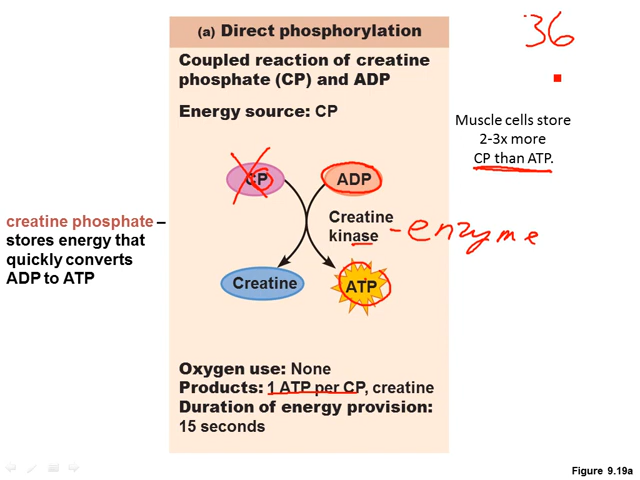 (a) Direct phosphorylation
36
Coupled reaction of creatine
phosphate (CP) and ADP
Energy source: CP
Muscle cells store
2-3x more
CP than ATP.
CP
ADP
Creatine
kinase
- enzyme
creatine phosphate –
stores energy that
quickly converts
ADP to ATP
Creatine
ATP
Oxygen use: None
Products: 1 ATP per CP, creatine
Duration of energy provision:
15 seconds
Figure 9.19a